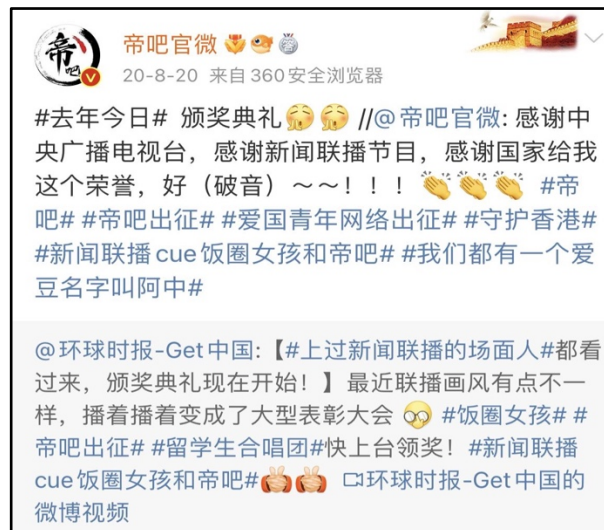 帝吧
帝吧官微
20-8-20 来自360安全浏览器
#去年今日# 颁奖典礼 //@帝吧官微: 感谢中
央广播电视台，感谢新闻联播节目，感谢国家给我
这个荣誉，好（破音）～～！！！ #帝
吧# #帝吧出征# #爱国青年网络出征# #守护香港#
#新闻联播cue饭圈女孩和帝吧# #我们都有一个爱
豆名字叫阿中#
@环球时报-Get中国:【#上过新闻联播的场面人#都看
过来，颁奖典礼现在开始！】最近联播画风有点不一
样，播着播着变成了大型表彰大会 #饭圈女孩# #
帝吧出征# #留学生合唱团#快上台领奖！#新闻联播
cue饭圈女孩和帝吧# 环球时报-Get中国的
微博视频